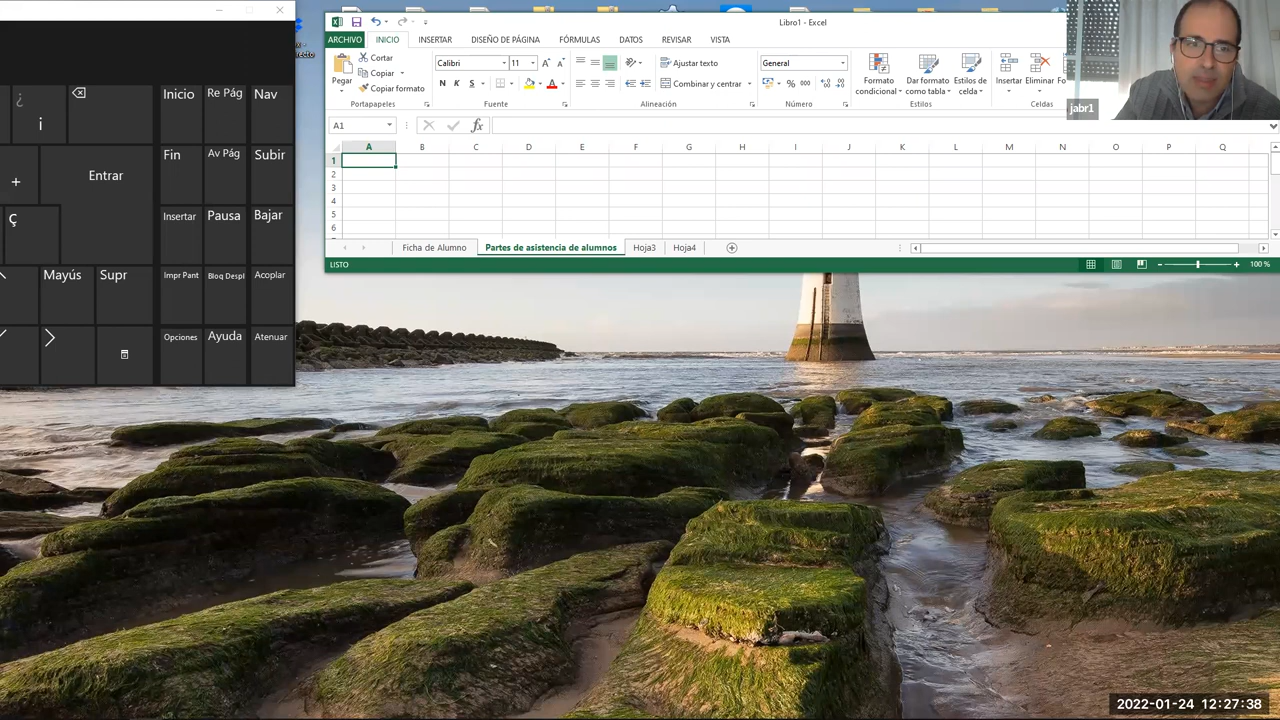 ¿
¡
Inicio
Re Pág
Nav
+
Entrar
Fin
Av Pág
Subir
Ç
Insertar
Pausa
Bajar
Mayús
Supr
Impr Pant
Bloq Despl
Acoplar
Opciones
Ayuda
Atenuar
Libro1 - Excel
ARCHIVO INICIO INSERTAR DISEÑO DE PÁGINA FÓRMULAS DATOS REVISAR VISTA
Pegar
Cortar
Copiar
Copiar formato
Portapapeles
Calibri 11
N K S
Fuente
Ajustar texto
Combinar y centrar
Alineación
General
% 000
Número
Formato condicional
Dar formato como tabla
Estilos de celda
Estilos
Insertar Eliminar Fo
Celdas
jabr1
A1
fx
A B C D E F G H I J K L M N O P Q
1
2
3
4
5
6
Ficha de Alumno Partes de asistencia de alumnos Hoja3 Hoja4
LISTO
100 %
2022-01-24 12:27:38